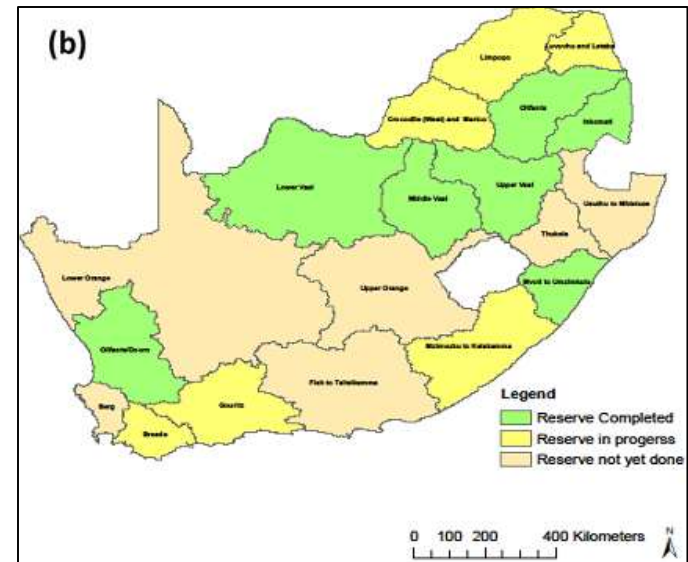 (b)
Limpopo
Luvuvhu and Letaba
Olifants
Crocodile (West) and Marico
Inkomati
Lower Vaal
Middle Vaal
Upper Vaal
Usuthu to Mhlatuze
Thukela
Lower Orange
Upper Orange
Mvoti to Umzimkulu
Olifants/Doorn
Mzimvubu to Keiskamma
Fish to Tsitsikamma
Gouritz
Berg
Breede
Legend
Reserve Completed
Reserve in progerss
Reserve not yet done
0 100 200 400 Kilometers
N